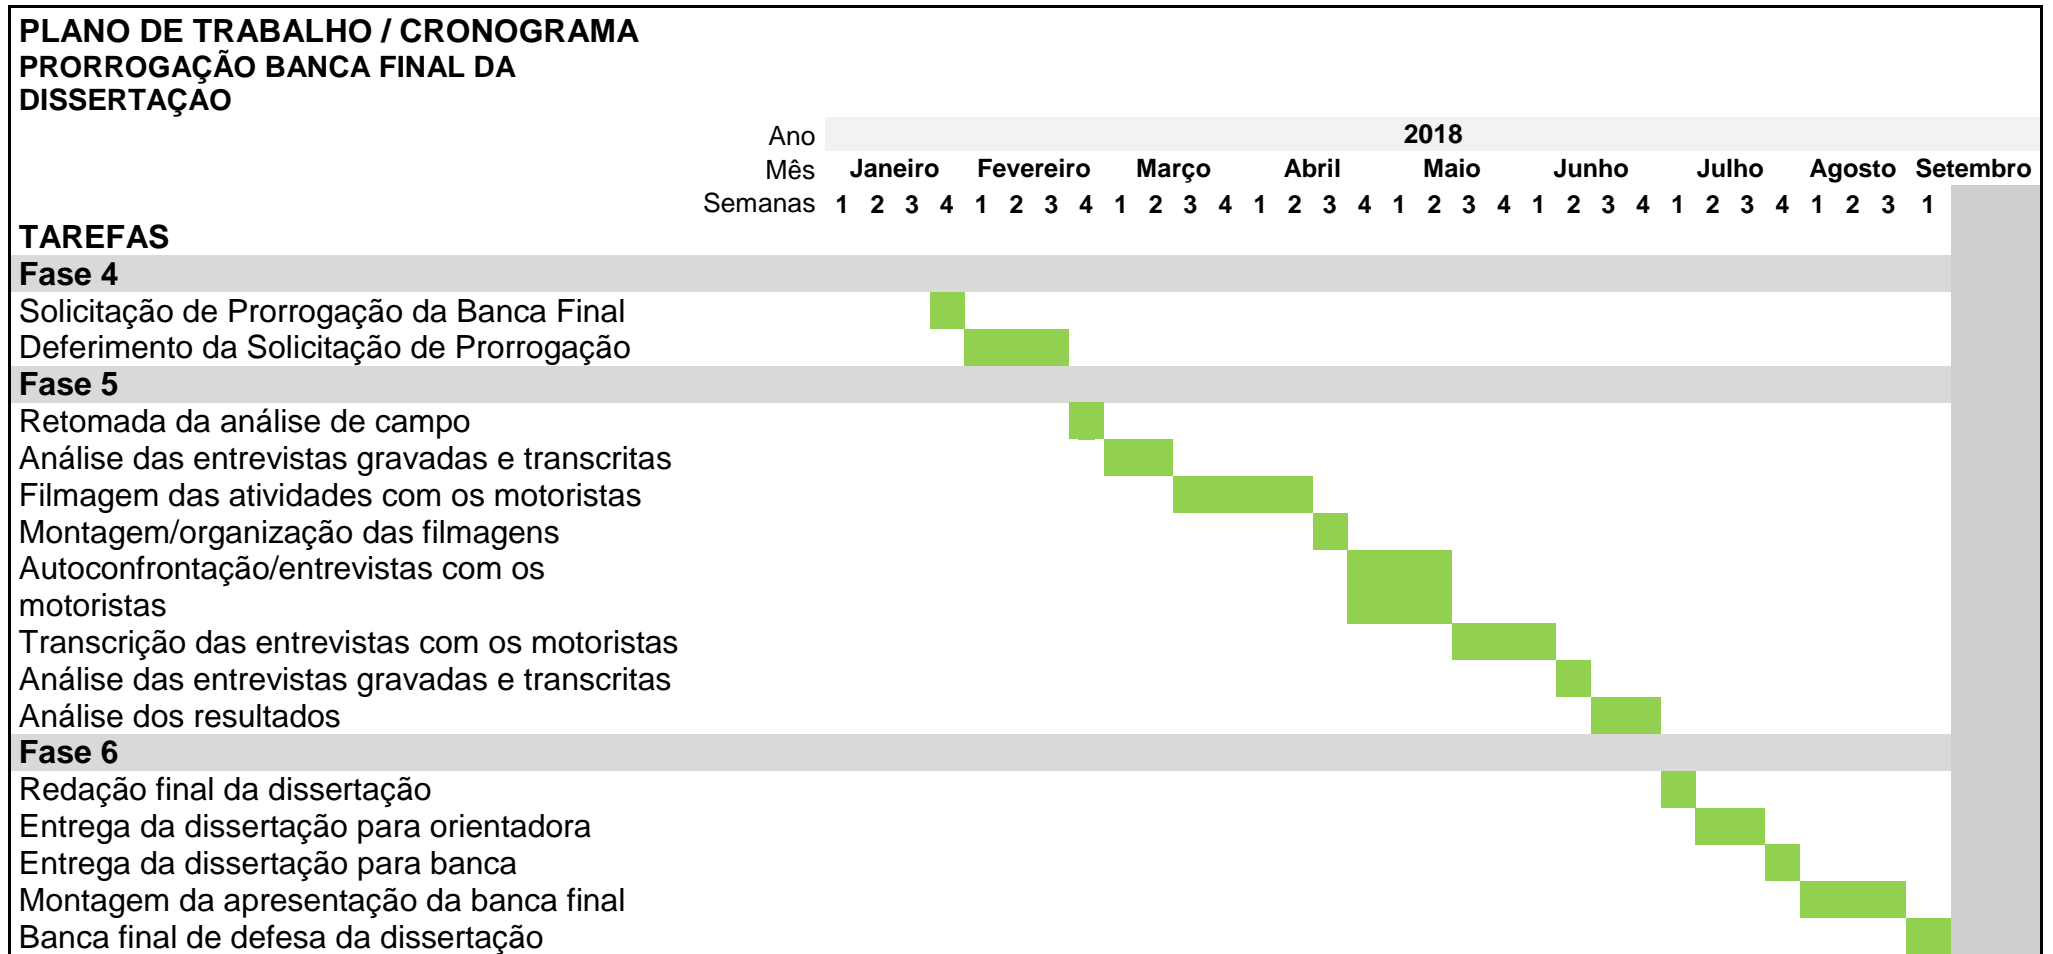 PLANO DE TRABALHO / CRONOGRAMA
PRORROGAÇÃO BANCA FINAL DA
DISSERTAÇÃO
Ano 2018
Mês Janeiro Fevereiro Março Abril Maio Junho Julho Agosto Setembro
Semanas 1 2 3 4 1 2 3 4 1 2 3 4 1 2 3 4 1 2 3 4 1 2 3 4 1 2 3 4 1 2 3 1
TAREFAS
Fase 4
Solicitação de Prorrogação da Banca Final
Deferimento da Solicitação de Prorrogação
Fase 5
Retomada da análise de campo
Análise das entrevistas gravadas e transcritas
Filmagem das atividades com os motoristas
Montagem/organização das filmagens
Autoconfrontação/entrevistas com os
motoristas
Transcrição das entrevistas com os motoristas
Análise das entrevistas gravadas e transcritas
Análise dos resultados
Fase 6
Redação final da dissertação
Entrega da dissertação para orientadora
Entrega da dissertação para banca
Montagem da apresentação da banca final
Banca final de defesa da dissertação